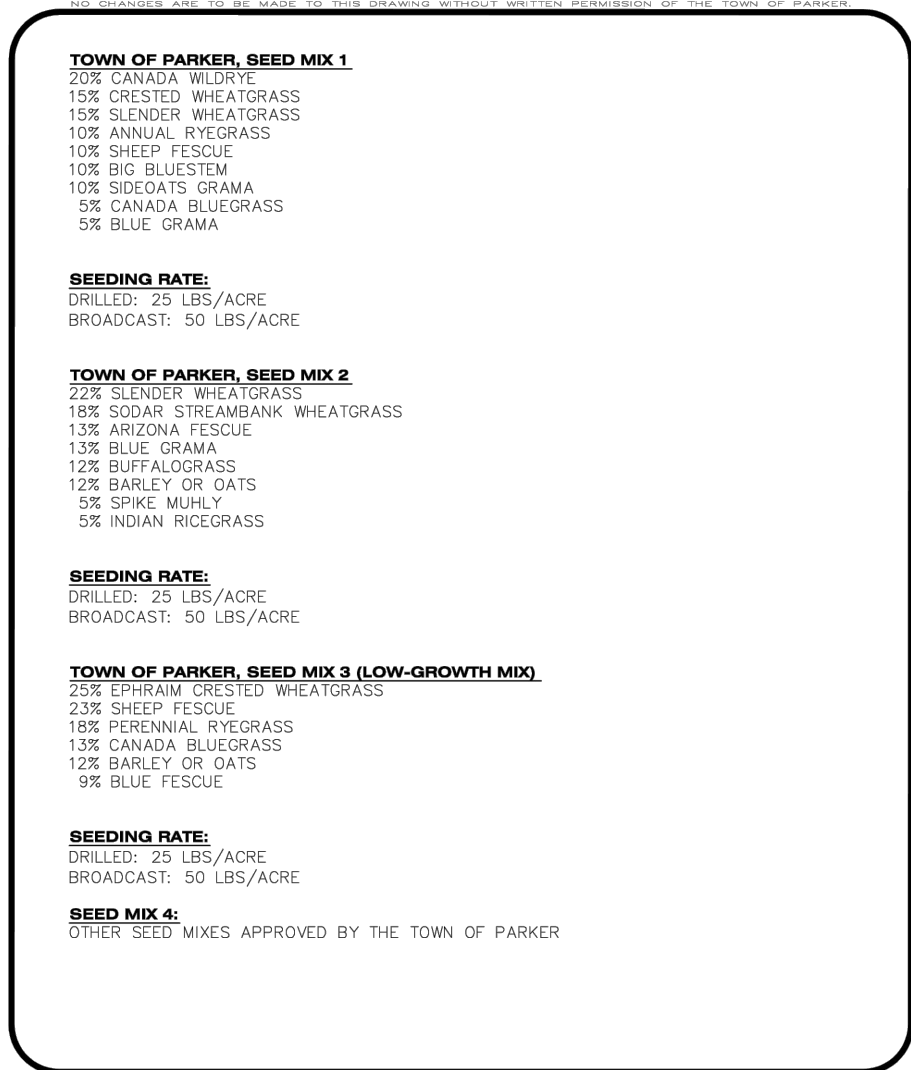 NO CHANGES ARE TO BE MADE TO THIS DRAWING WITHOUT WRITTEN PERMISSION OF THE TOWN OF PARKER.
TOWN OF PARKER, SEED MIX 1
20% CANADA WILDRYE
15% CRESTED WHEATGRASS
15% SLENDER WHEATGRASS
10% ANNUAL RYEGRASS
10% SHEEP FESCUE
10% BIG BLUESTEM
10% SIDEOATS GRAMA
5% CANADA BLUEGRASS
5% BLUE GRAMA
SEEDING RATE:
DRILLED: 25 LBS/ACRE
BROADCAST: 50 LBS/ACRE
TOWN OF PARKER, SEED MIX 2
22% SLENDER WHEATGRASS
18% SODAR STREAMBANK WHEATGRASS
13% ARIZONA FESCUE
13% BLUE GRAMA
12% BUFFALOGRASS
12% BARLEY OR OATS
5% SPIKE MUHLY
5% INDIAN RICEGRASS
SEEDING RATE:
DRILLED: 25 LBS/ACRE
BROADCAST: 50 LBS/ACRE
TOWN OF PARKER, SEED MIX 3 (LOW-GROWTH MIX)
25% EPHRAIM CRESTED WHEATGRASS
23% SHEEP FESCUE
18% PERENNIAL RYEGRASS
13% CANADA BLUEGRASS
12% BARLEY OR OATS
9% BLUE FESCUE
SEEDING RATE:
DRILLED: 25 LBS/ACRE
BROADCAST: 50 LBS/ACRE
SEED MIX 4:
OTHER SEED MIXES APPROVED BY THE TOWN OF PARKER